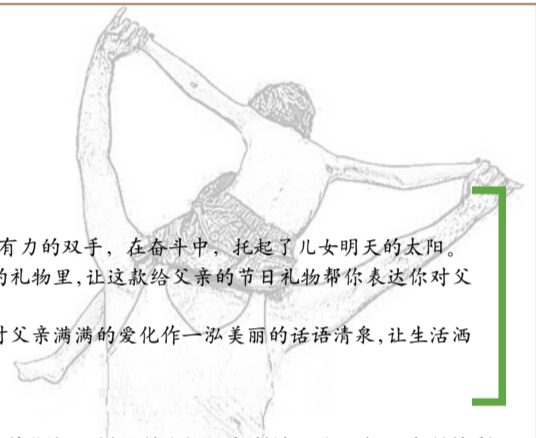 有力的双手，在奋斗中，托起了儿女明天的太阳。
的礼物里，让这款给父亲的节日礼物帮你表达你对父
对父亲满满的爱化作一泓美丽的话语清泉，让生活洒